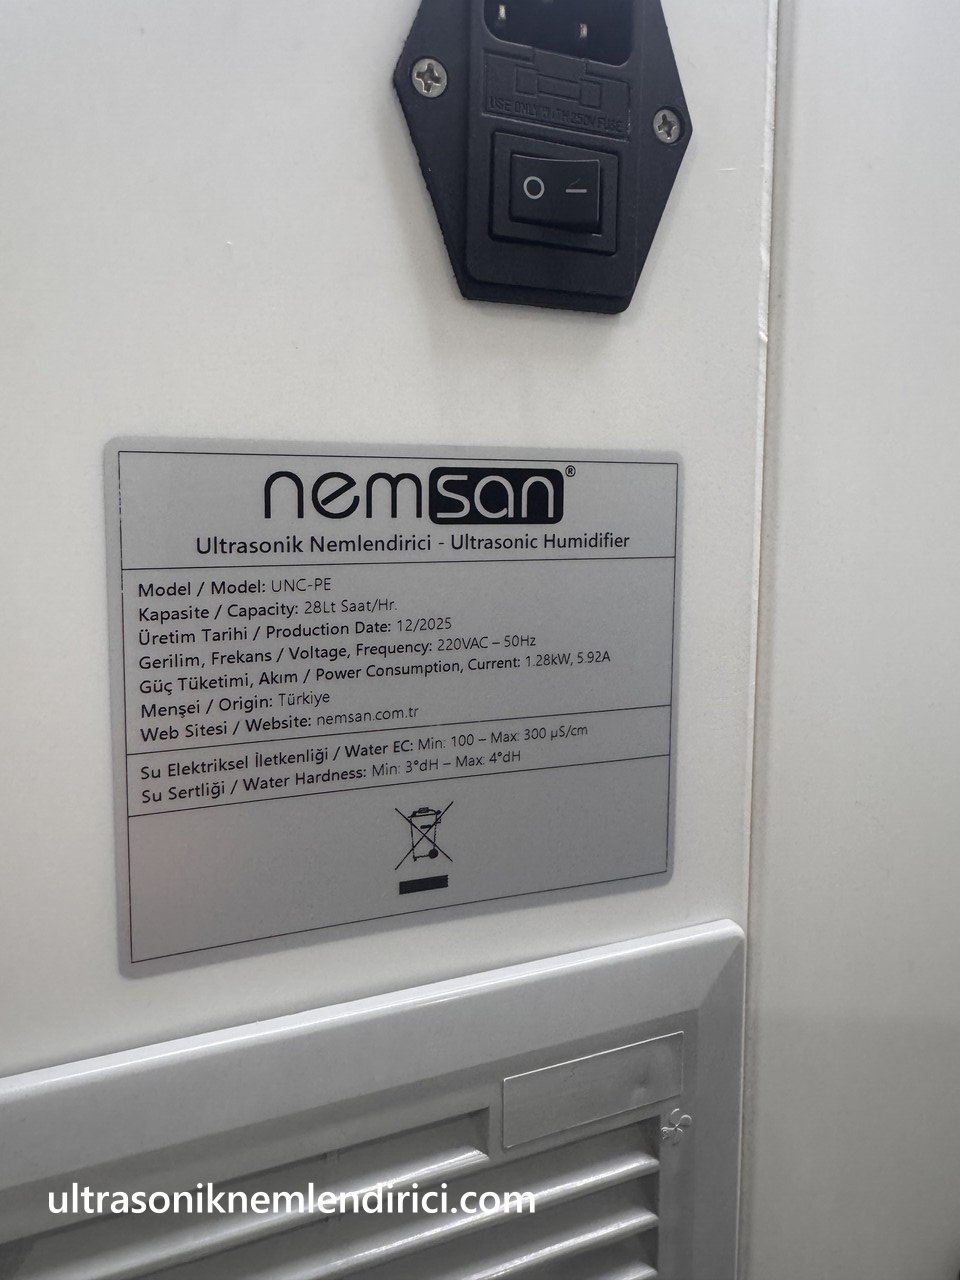 USE ONLY WITH 250V FUSE
nemsan®
Ultrasonik Nemlendirici - Ultrasonic Humidifier
Model / Model: UNC-PE
Kapasite / Capacity: 28Lt Saat/Hr.
Üretim Tarihi / Production Date: 12/2025
Gerilim, Frekans / Voltage, Frequency: 220VAC – 50Hz
Güç Tüketimi, Akım / Power Consumption, Current: 1.28kW, 5.92A
Menşei / Origin: Türkiye
Web Sitesi / Website: nemsan.com.tr
Su Elektriksel İletkenliği / Water EC: Min: 100 – Max: 300 µS/cm
Su Sertliği / Water Hardness: Min: 3°dH – Max: 4°dH
ultrasoniknemlendirici.com